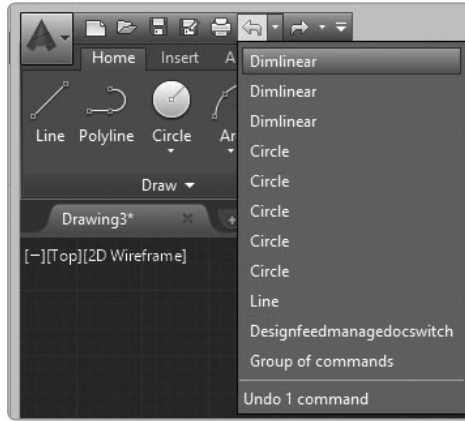 Home Insert A
Line Polyline Circle Ar
Draw
Drawing3*
[−][Top][2D Wireframe]
Dimlinear
Dimlinear
Dimlinear
Circle
Circle
Circle
Circle
Circle
Line
Designfeedmanagedocswitch
Group of commands
Undo 1 command